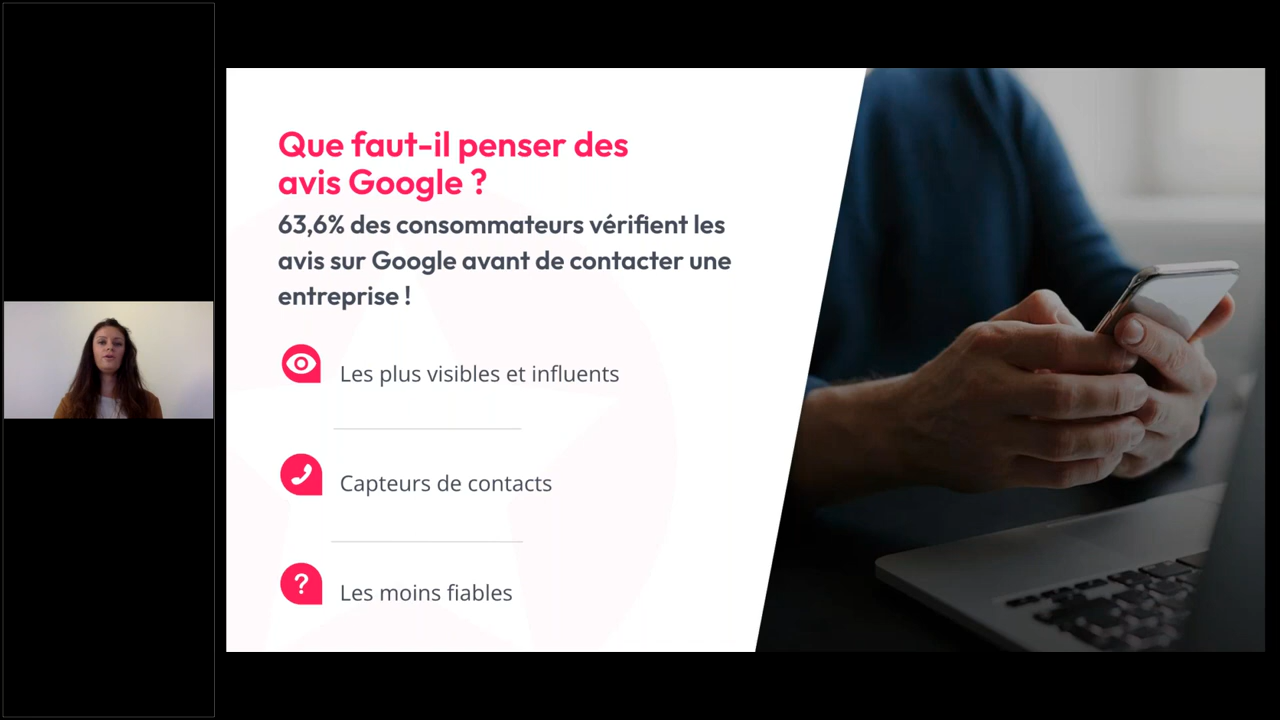 Que faut-il penser des
avis Google ?
63,6% des consommateurs vérifient les
avis sur Google avant de contacter une
entreprise !
Les plus visibles et influents
Capteurs de contacts
?
Les moins fiables